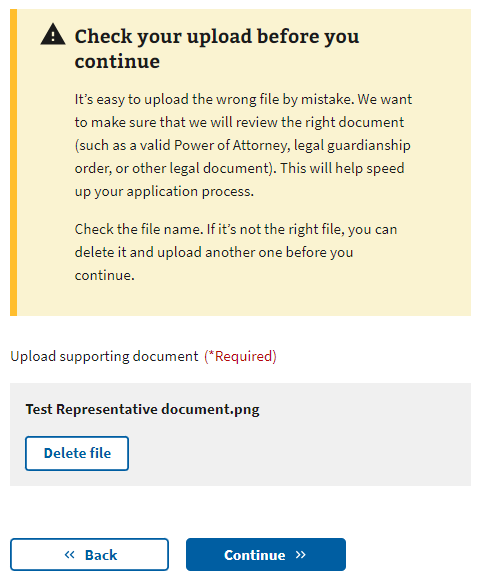 Check your upload before you
continue
It’s easy to upload the wrong file by mistake. We want
to make sure that we will review the right document
(such as a valid Power of Attorney, legal guardianship
order, or other legal document). This will help speed
up your application process.
Check the file name. If it’s not the right file, you can
delete it and upload another one before you
continue.
Upload supporting document (*Required)
Test Representative document.png
Delete file
« Back
Continue »